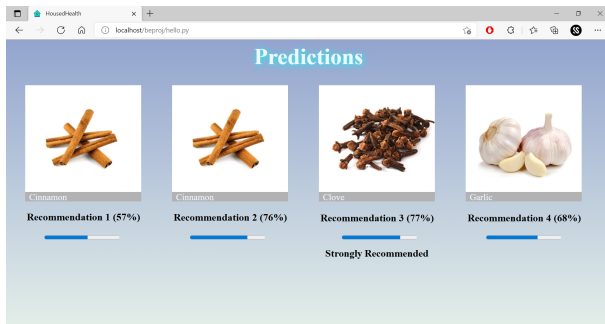 HousedHealth
localhost/beproj/hello.py
SS
Predictions
Cinnamon
Cinnamon
Clove
Garlic
Recommendation 1 (57%)
Recommendation 2 (76%)
Recommendation 3 (77%)
Recommendation 4 (68%)
Strongly Recommended